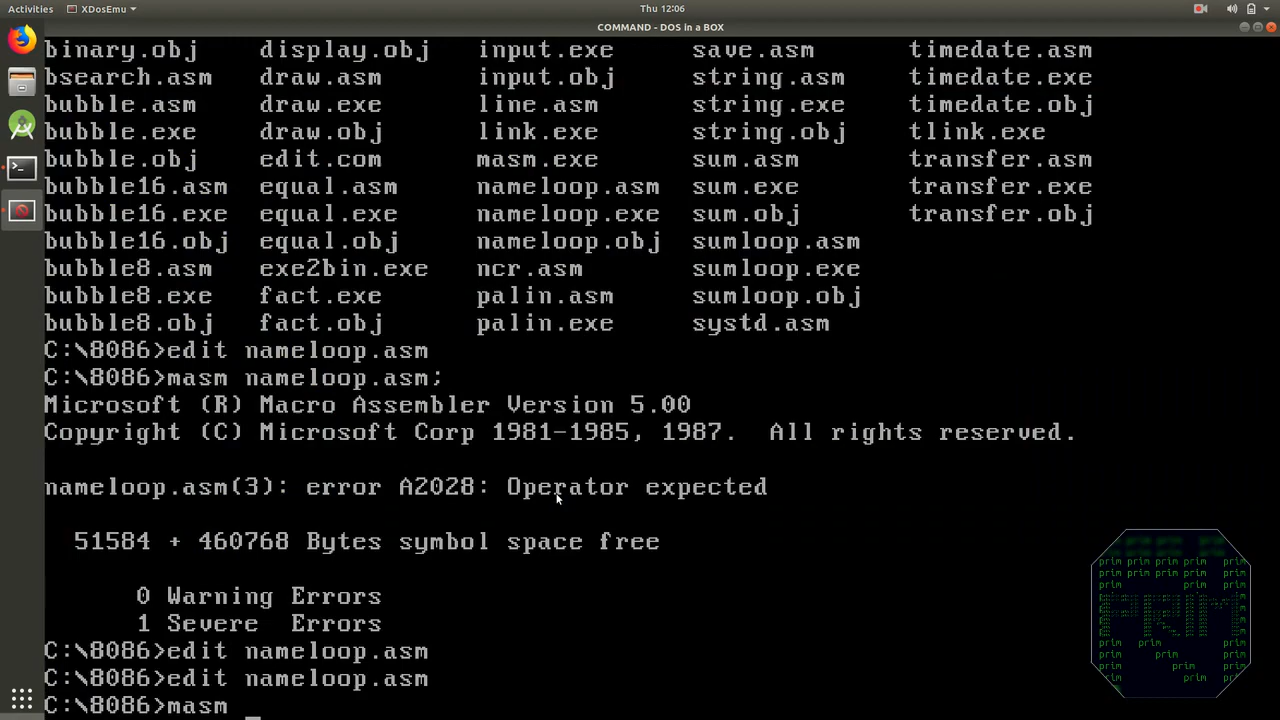 Activities XDosEmu Thu 12:06
COMMAND - DOS in a BOX
binary.obj display.obj input.exe save.asm timedate.asm
bsearch.asm draw.asm input.obj string.asm timedate.exe
bubble.asm draw.exe line.asm string.exe timedate.obj
bubble.exe draw.obj link.exe string.obj tlink.exe
bubble.obj edit.com masm.exe sum.asm transfer.asm
bubble16.asm equal.asm nameloop.asm sum.exe transfer.exe
bubble16.exe equal.exe nameloop.exe sum.obj transfer.obj
bubble16.obj equal.obj nameloop.obj sumloop.asm
bubble8.asm exe2bin.exe ncr.asm sumloop.exe
bubble8.exe fact.exe palin.asm sumloop.obj
bubble8.obj fact.obj palin.exe systd.asm
C:\8086>edit nameloop.asm
C:\8086>masm nameloop.asm;
Microsoft (R) Macro Assembler Version 5.00
Copyright (C) Microsoft Corp 1981-1985, 1987. All rights reserved.
nameloop.asm(3): error A2028: Operator expected
51584 + 460768 Bytes symbol space free
0 Warning Errors
1 Severe Errors
C:\8086>edit nameloop.asm
C:\8086>edit nameloop.asm
C:\8086>masm
PRIM